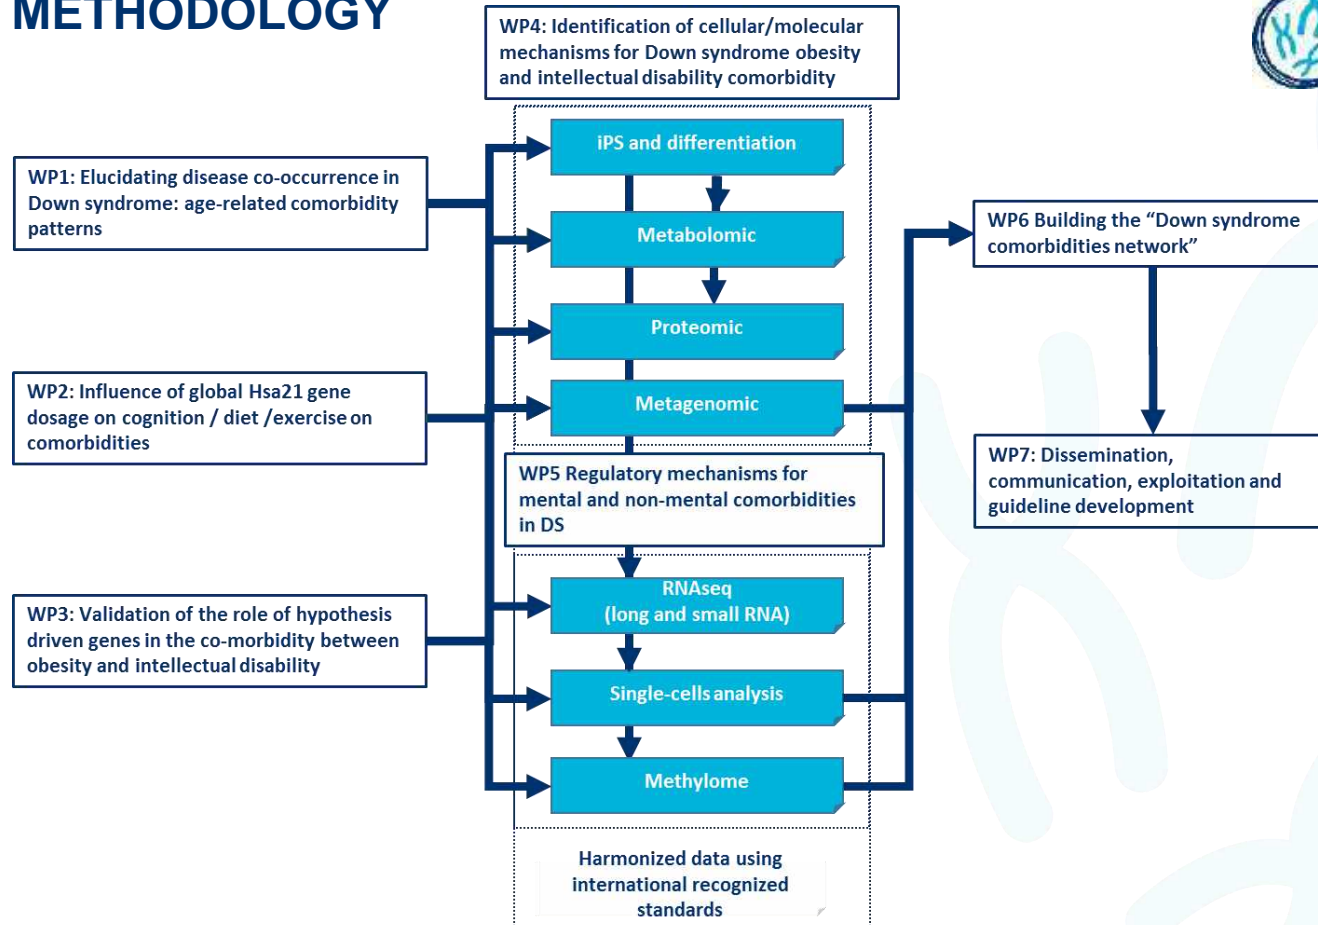 METHODOLOGY
WP4: Identification of cellular/molecular
mechanisms for Down syndrome obesity
and intellectual disability comorbidity
iPS and differentiation
WP1: Elucidating disease co-occurrence in
Down syndrome: age-related comorbidity
patterns
Metabolomic
WP6 Building the “Down syndrome
comorbidities network”
Proteomic
WP2: Influence of global Hsa21 gene
dosage on cognition / diet /exercise on
comorbidities
Metagenomic
WP5 Regulatory mechanisms for
mental and non-mental comorbidities
in DS
WP7: Dissemination,
communication, exploitation and
guideline development
RNAseq
(long and small RNA)
WP3: Validation of the role of hypothesis
driven genes in the co-morbidity between
obesity and intellectual disability
Single-cells analysis
Methylome
Harmonized data using
international recognized
standards